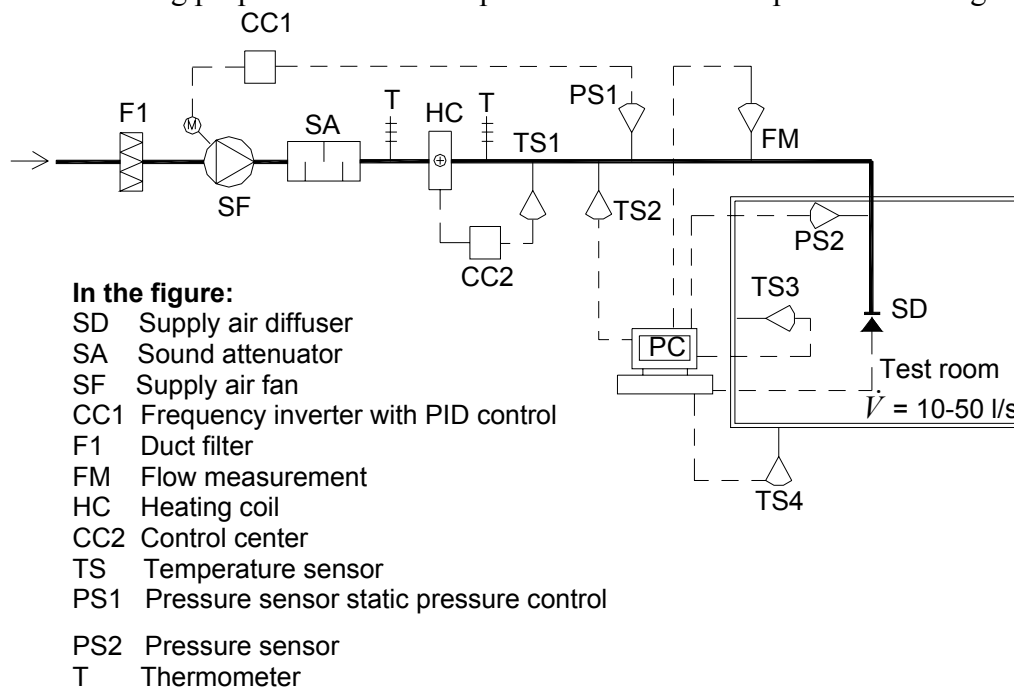 CC1
F1
M
SA
T
HC
T
TS1
PS1
FM
SF
CC2
TS2
PS2
TS3
SD
PC
Test room
V̇ = 10-50 l/s
TS4
In the figure:
SD Supply air diffuser
SA Sound attenuator
SF Supply air fan
CC1 Frequency inverter with PID control
F1 Duct filter
FM Flow measurement
HC Heating coil
CC2 Control center
TS Temperature sensor
PS1 Pressure sensor static pressure control
PS2 Pressure sensor
T Thermometer